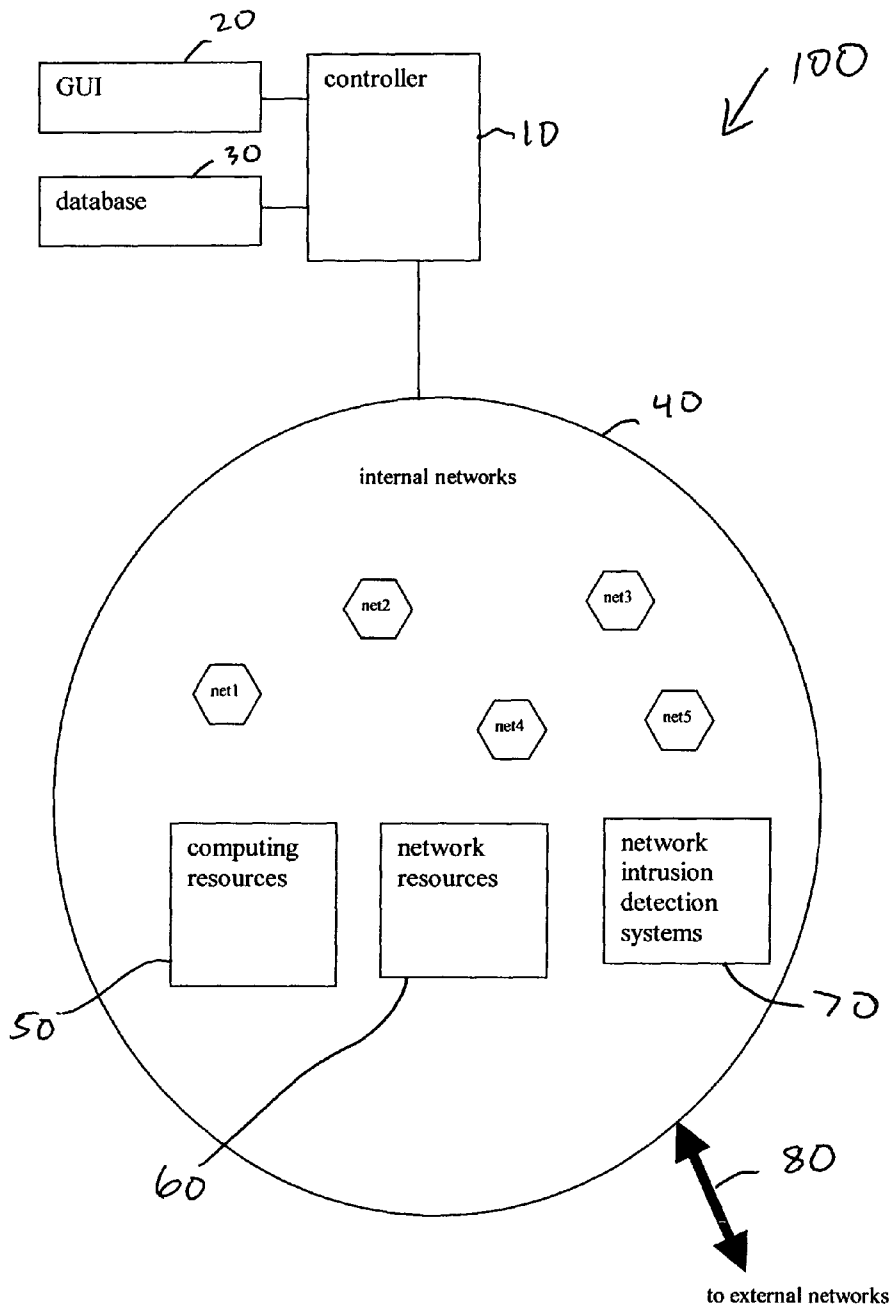 20
GUI
controller
100
10
30
database
40
internal networks
net2
net3
net1
net4
net5
computing
resources
network
resources
network
intrusion
detection
systems
50
60
70
80
to external networks